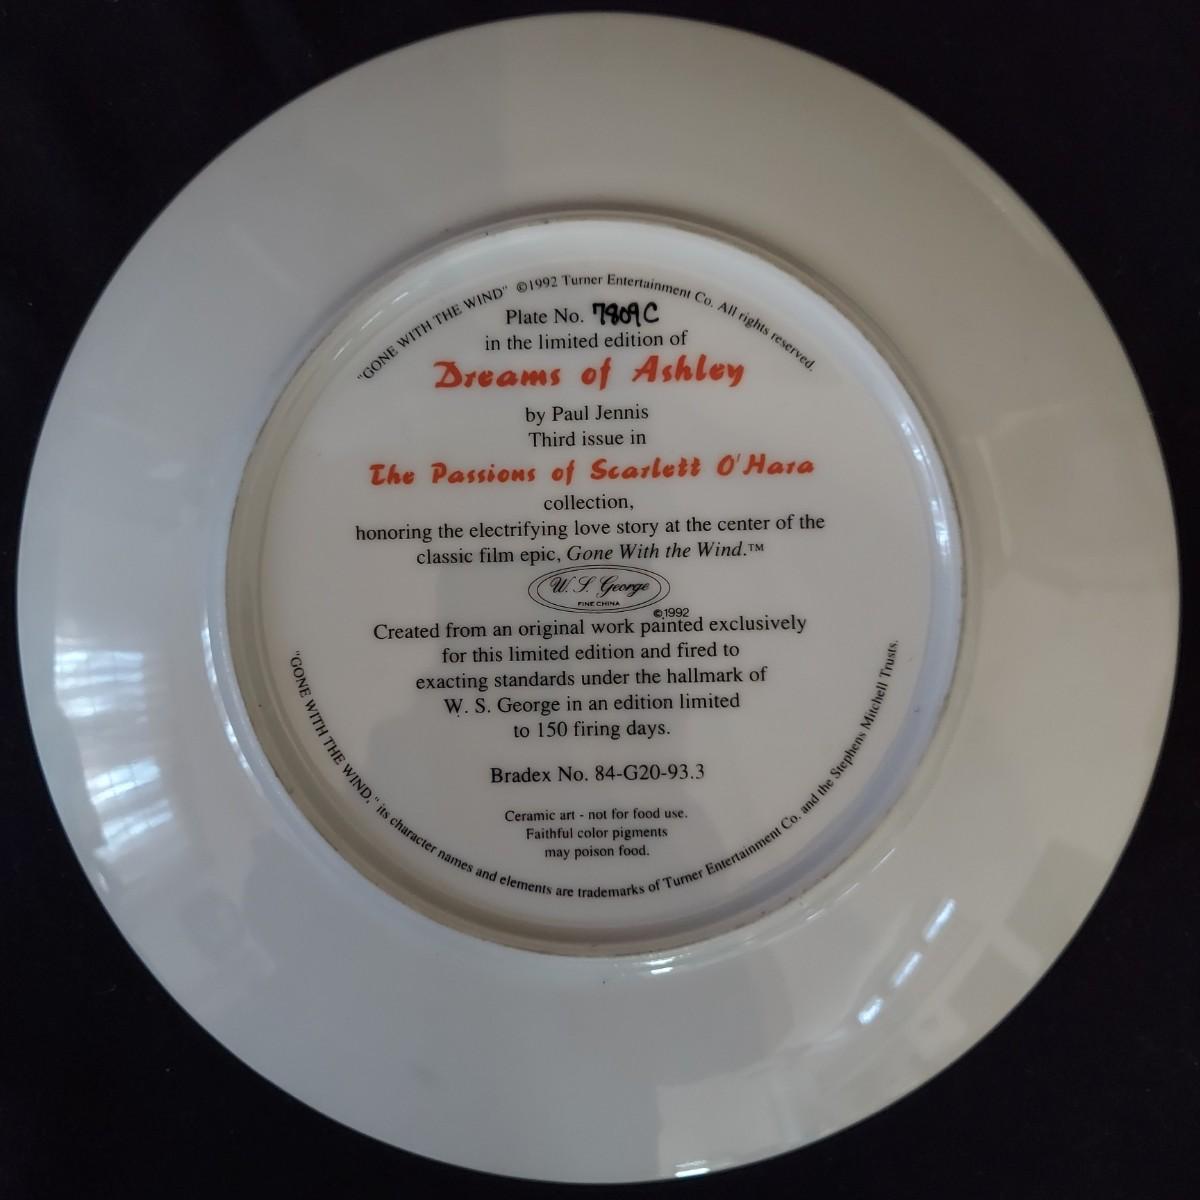 "GONE WITH THE WIND" ©1992 Turner Entertainment Co. All rights reserved.
Plate No. 7809C
in the limited edition of
Dreams of Ashley
by Paul Jennis
Third issue in
The Passions of Scarlett O'Hara
collection,
honoring the electrifying love story at the center of the
classic film epic, Gone With the Wind.™
W. S. George
FINE CHINA
©1992
Created from an original work painted exclusively
for this limited edition and fired to
exacting standards under the hallmark of
W. S. George in an edition limited
to 150 firing days.
Bradex No. 84-G20-93.3
Ceramic art - not for food use.
Faithful color pigments
may poison food.
"GONE WITH THE WIND," its character names and elements are trademarks of Turner Entertainment Co. and the Stephens Mitchell Trusts.